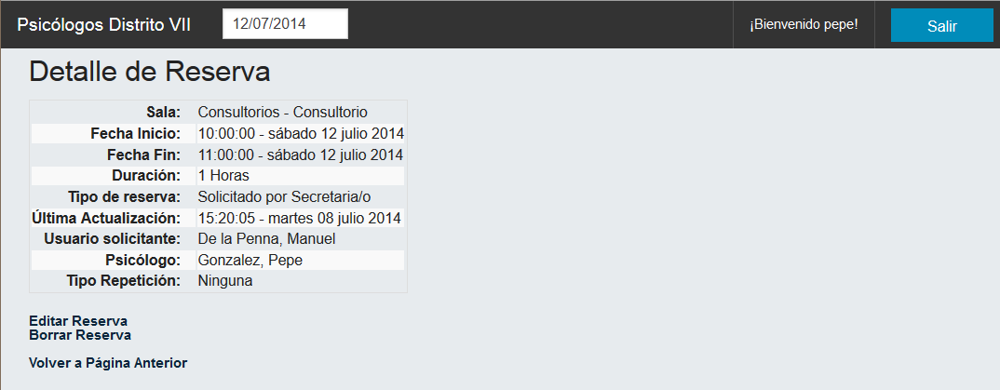 Psicólogos Distrito VII 12/07/2014 ¡Bienvenido pepe! Salir
Detalle de Reserva
Sala: Consultorios - Consultorio
Fecha Inicio: 10:00:00 - sábado 12 julio 2014
Fecha Fin: 11:00:00 - sábado 12 julio 2014
Duración: 1 Horas
Tipo de reserva: Solicitado por Secretaria/o
Última Actualización: 15:20:05 - martes 08 julio 2014
Usuario solicitante: De la Penna, Manuel
Psicólogo: Gonzalez, Pepe
Tipo Repetición: Ninguna
Editar Reserva
Borrar Reserva
Volver a Página Anterior